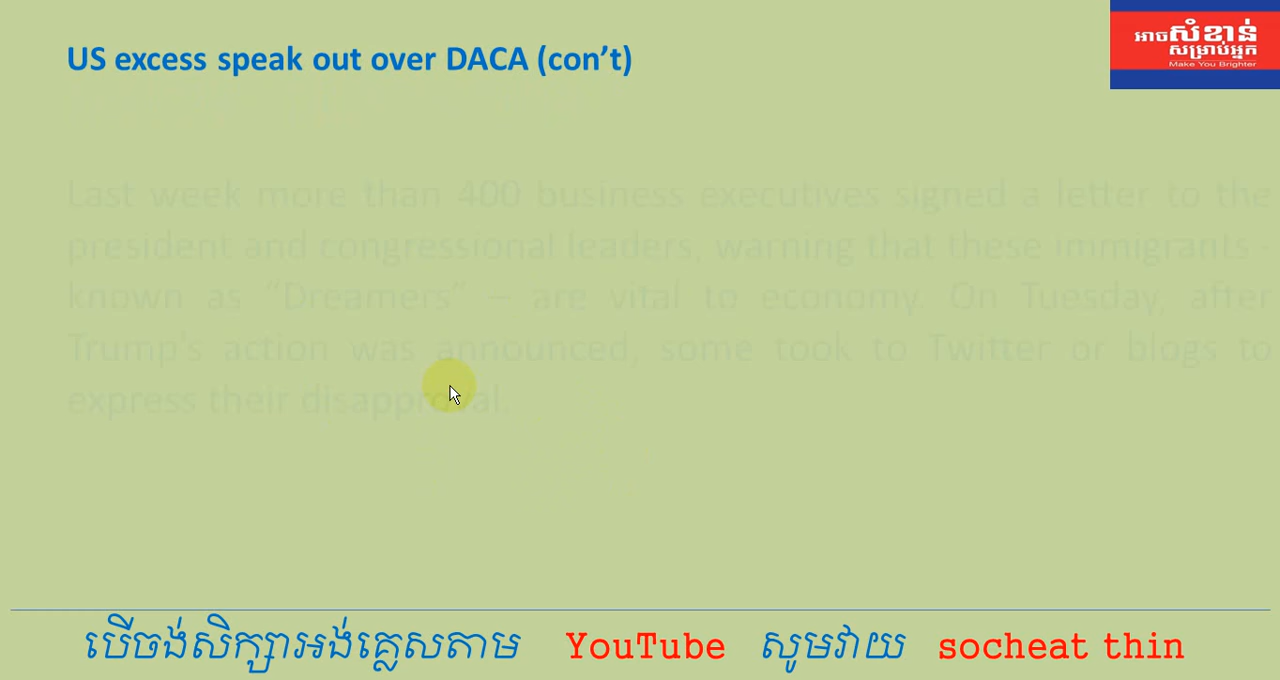 US excess speak out over DACA (con’t)
អាចសំខាន់
សម្រាប់អ្នក
Make You Brighter
Last week more than 400 business executives signed a letter to the
president and congressional leaders, warning that these immigrants -
known as “Dreamers” – are vital to economy. On Tuesday, after
Trump's action was announced, some took to Twitter or blogs to
express their disapproval.
បើចង់សិក្សាអង់គ្លេសតាម YouTube សូមវាយ socheat thin